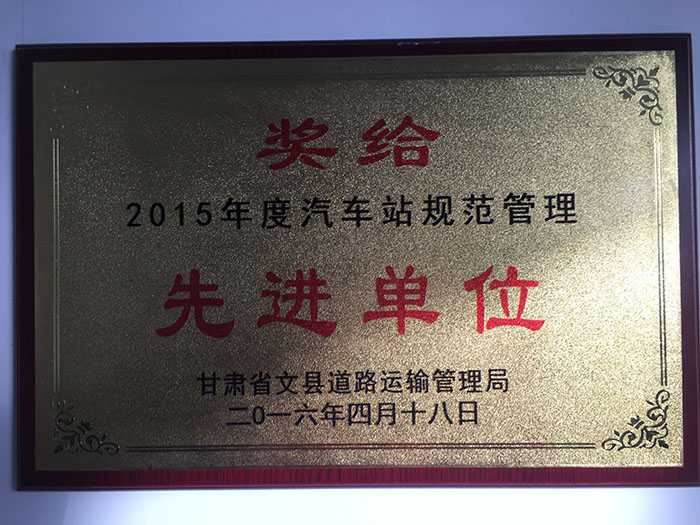 奖给
2015年度汽车站规范管理
先进单位
甘肃省文县道路运输管理局
二0一六年四月十八日